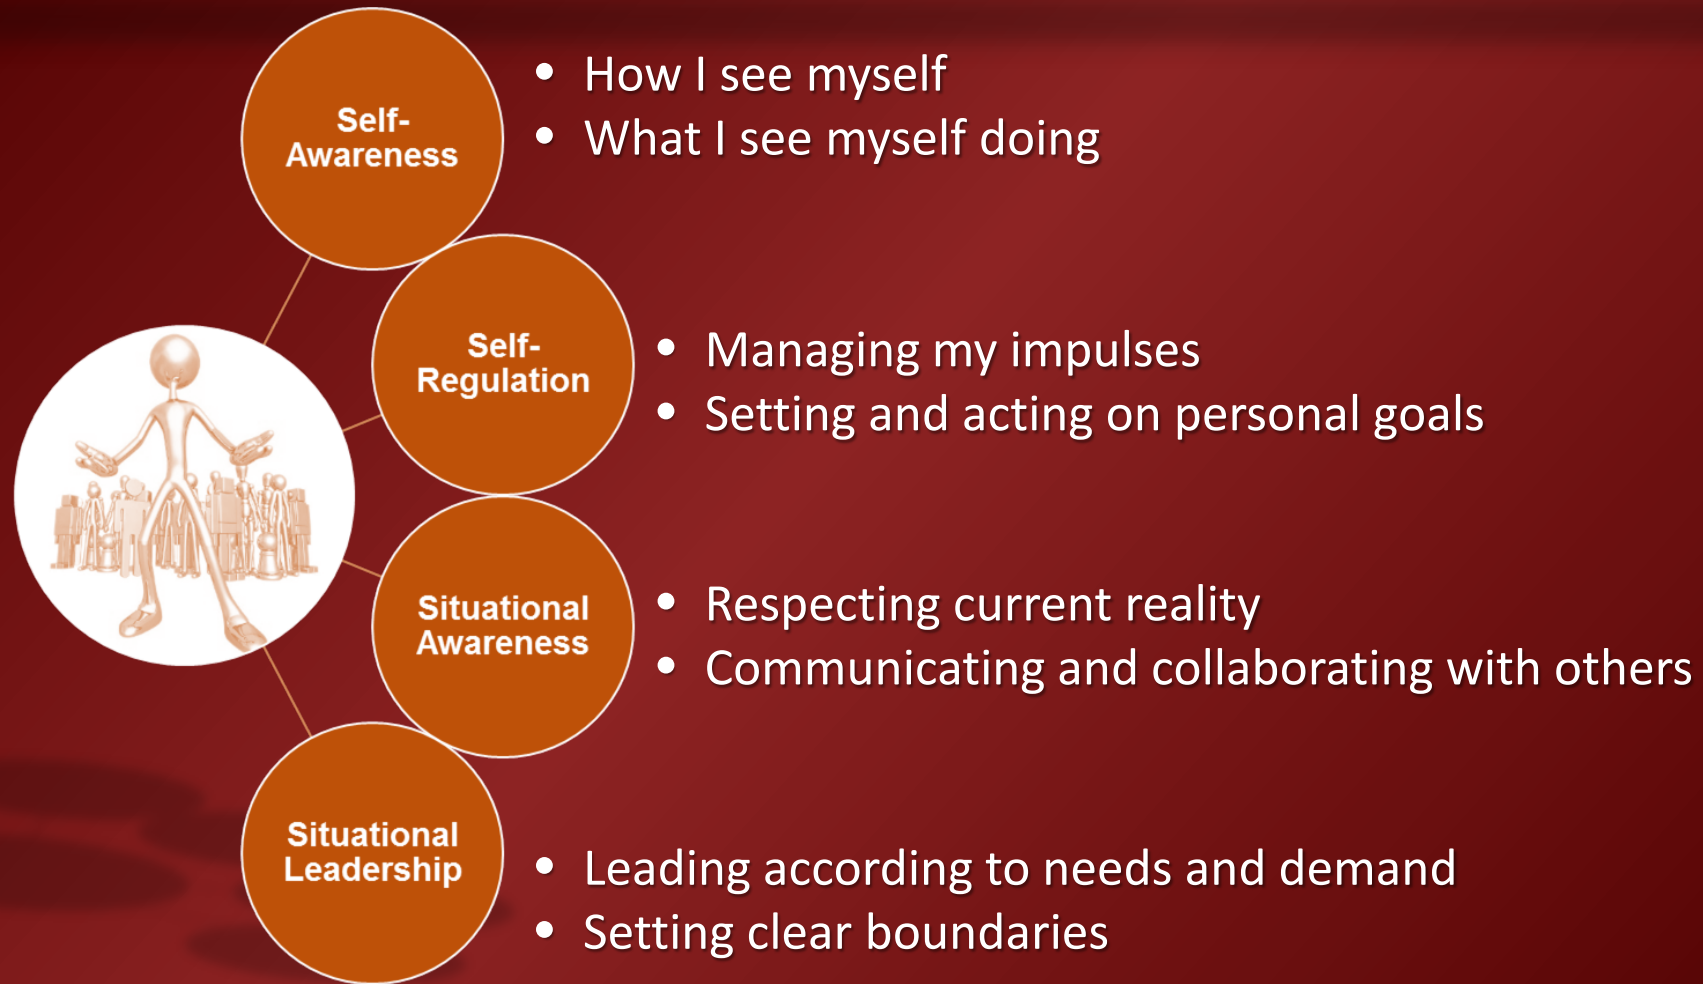 Self-
Awareness
• How I see myself
• What I see myself doing
Self-
Regulation
• Managing my impulses
• Setting and acting on personal goals
Situational
Awareness
• Respecting current reality
• Communicating and collaborating with others
Situational
Leadership
• Leading according to needs and demand
• Setting clear boundaries